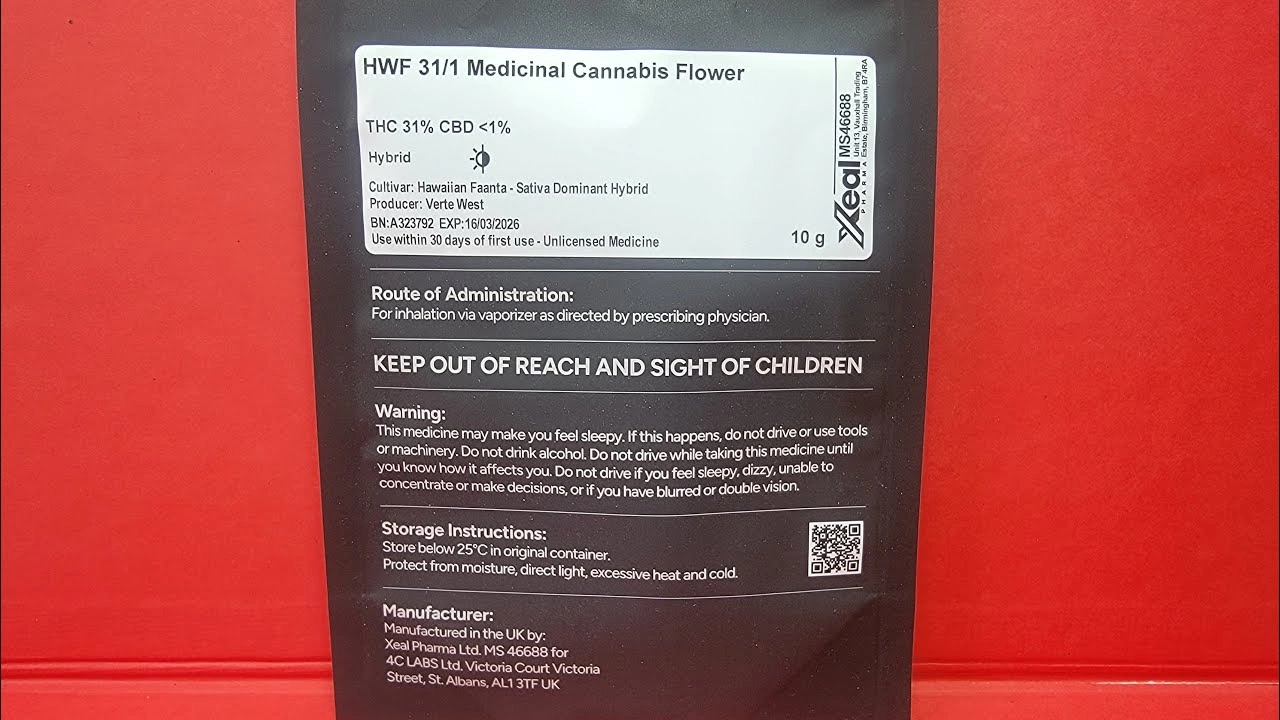 HWF 31/1 Medicinal Cannabis Flower
THC 31% CBD <1%
Hybrid
Cultivar: Hawaiian Faanta - Sativa Dominant Hybrid
Producer: Verte West
BN:A323792 EXP:16/03/2026
Use within 30 days of first use - Unlicensed Medicine
10 g
Xeal
PHARMA
MS46688
Unit 13, Vauxhall Trading
Estate, Birmingham, B7 4RA
Route of Administration:
For inhalation via vaporizer as directed by prescribing physician.
KEEP OUT OF REACH AND SIGHT OF CHILDREN
Warning:
This medicine may make you feel sleepy. If this happens, do not drive or use tools
or machinery. Do not drink alcohol. Do not drive while taking this medicine until
you know how it affects you. Do not drive if you feel sleepy, dizzy, unable to
concentrate or make decisions, or if you have blurred or double vision.
Storage Instructions:
Store below 25°C in original container.
Protect from moisture, direct light, excessive heat and cold.
Manufacturer:
Manufactured in the UK by:
Xeal Pharma Ltd. MS 46688 for
4C LABS Ltd. Victoria Court Victoria
Street, St. Albans, AL1 3TF UK